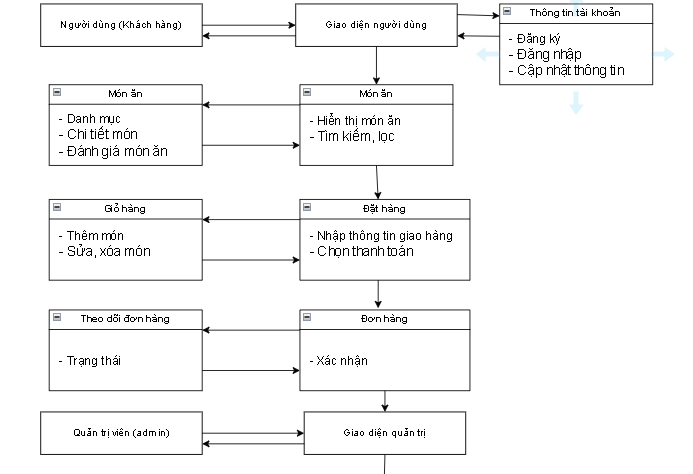 Người dùng (Khách hàng)
Giao diện người dùng
Thông tin tài khoản
- Đăng ký
- Đăng nhập
- Cập nhật thông tin
Món ăn
- Danh mục
- Chi tiết món
- Đánh giá món ăn
Món ăn
- Hiển thị món ăn
- Tìm kiếm, lọc
Giỏ hàng
- Thêm món
- Sửa, xóa món
Đặt hàng
- Nhập thông tin giao hàng
- Chọn thanh toán
Theo dõi đơn hàng
- Trạng thái
Đơn hàng
- Xác nhận
Quản trị viên (admin)
Giao diện quản trị